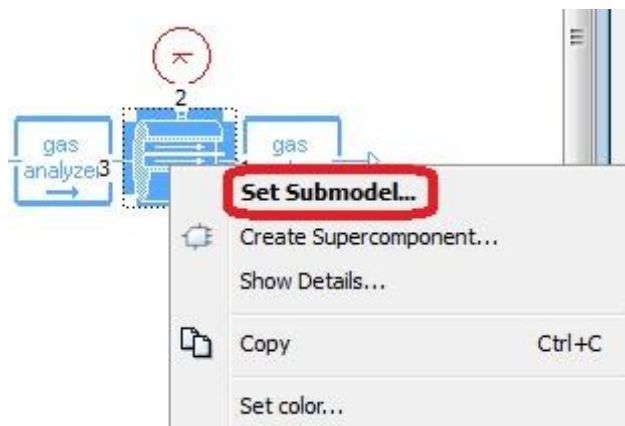 K
2
gas
analyzer
3
gas
Set Submodel...
Create Supercomponent...
Show Details...
Copy Ctrl+C
Set color...